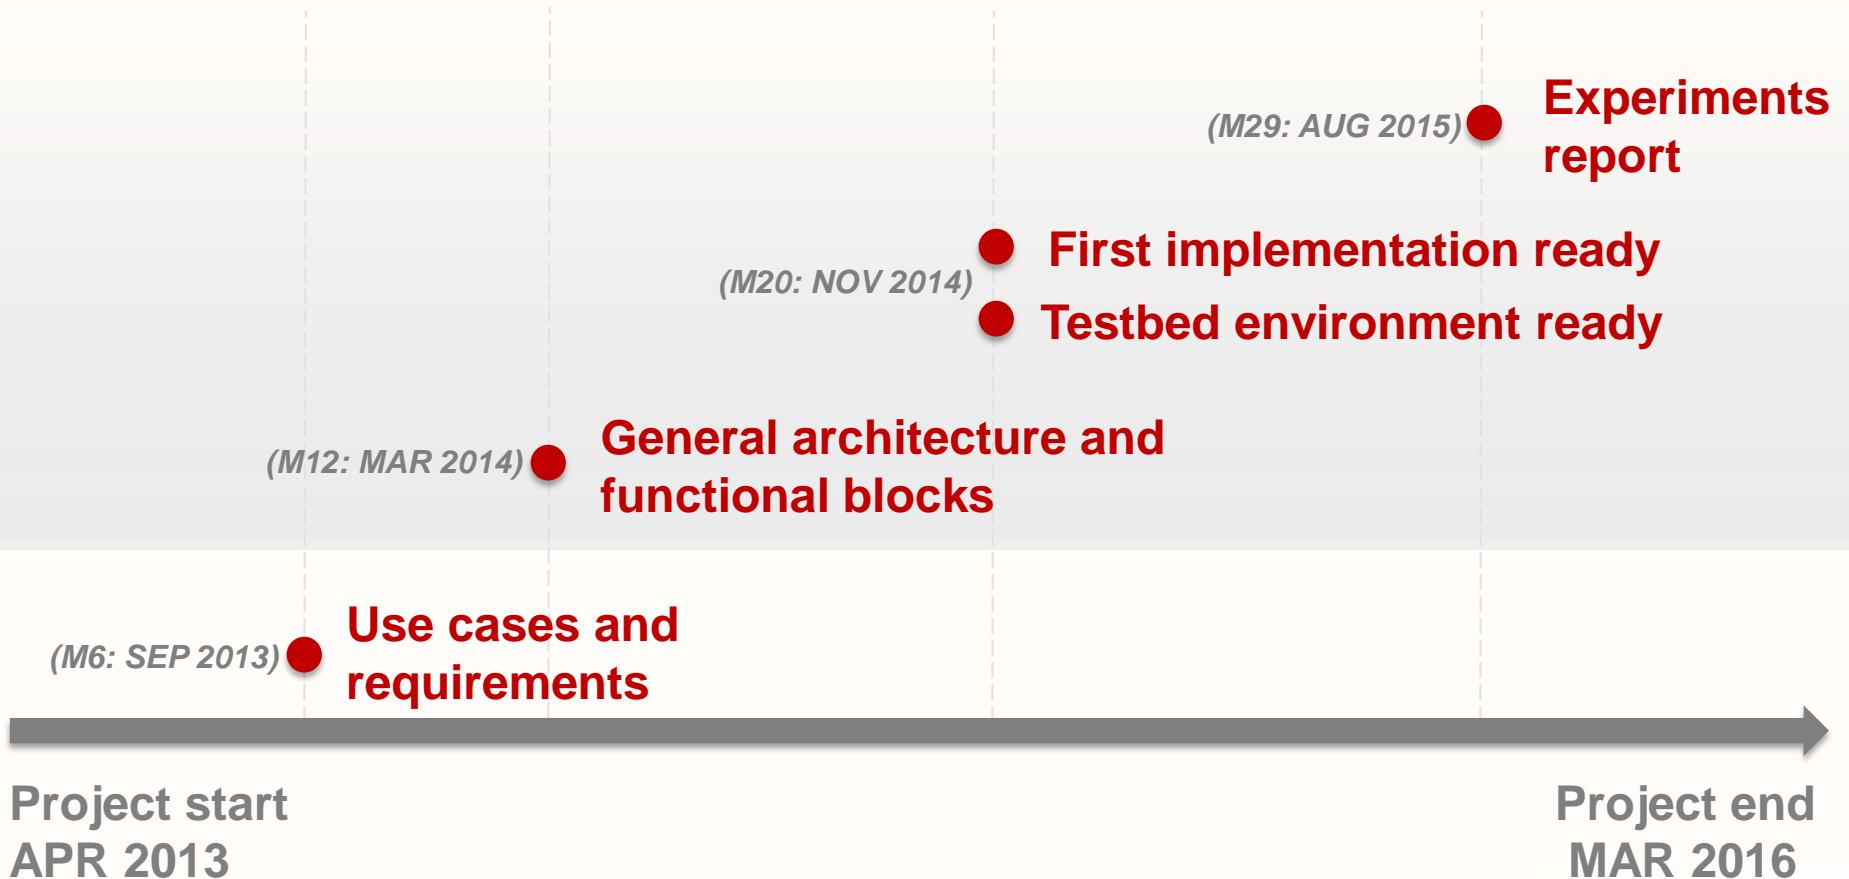 (M29: AUG 2015)
Experiments
report
(M20: NOV 2014)
First implementation ready
Testbed environment ready
(M12: MAR 2014)
General architecture and
functional blocks
(M6: SEP 2013)
Use cases and
requirements
Project start
APR 2013
Project end
MAR 2016